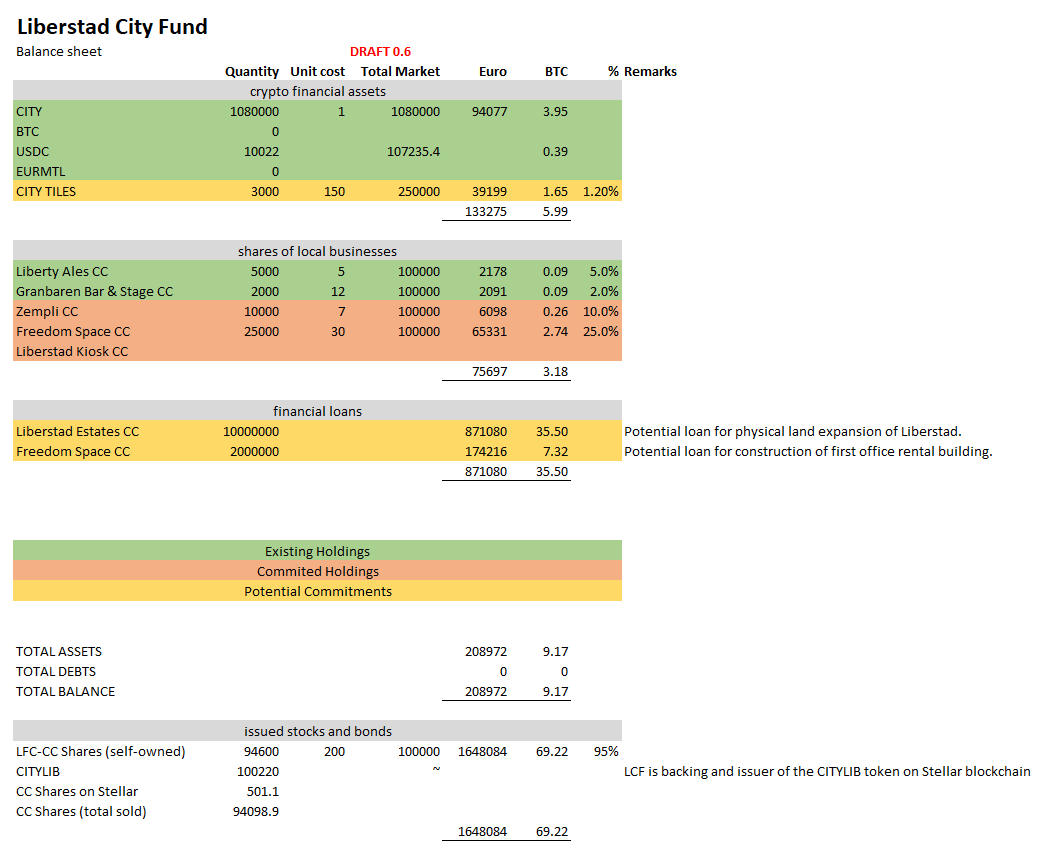 Liberstad City Fund
Balance sheet DRAFT 0.6
Quantity Unit cost Total Market Euro BTC % Remarks
crypto financial assets
CITY 1080000 1 1080000 94077 3.95
BTC 0
USDC 10022 107235.4 0.39
EURMTL 0
CITY TILES 3000 150 250000 39199 1.65 1.20%
133275 5.99
shares of local businesses
Liberty Ales CC 5000 5 100000 2178 0.09 5.0%
Granbaren Bar & Stage CC 2000 12 100000 2091 0.09 2.0%
Zempli CC 10000 7 100000 6098 0.26 10.0%
Freedom Space CC 25000 30 100000 65331 2.74 25.0%
Liberstad Kiosk CC
75697 3.18
financial loans
Liberstad Estates CC 10000000 871080 35.50 Potential loan for physical land expansion of Liberstad.
Freedom Space CC 2000000 174216 7.32 Potential loan for construction of first office rental building.
871080 35.50
Existing Holdings
Commited Holdings
Potential Commitments
TOTAL ASSETS 208972 9.17
TOTAL DEBTS 0 0
TOTAL BALANCE 208972 9.17
issued stocks and bonds
LFC-CC Shares (self-owned) 94600 200 100000 1648084 69.22 95%
CITYLIB 100220 ~ LCF is backing and issuer of the CITYLIB token on Stellar blockchain
CC Shares on Stellar 501.1
CC Shares (total sold) 94098.9
1648084 69.22